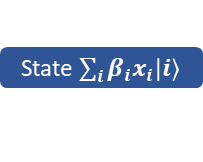 State ∑ᵢ βᵢxᵢ|i⟩